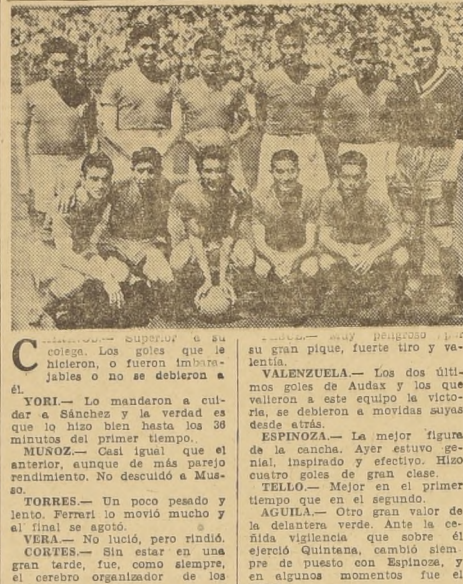 Superior a su
colega. Los goles que le
hicieron, o fueron imbara-
jables o no se debieron a
él.
YORI.— Lo mandaron a cui-
dar a Sánchez y la verdad es
que lo hizo bien hasta los 36
minutos del primer tiempo.
MUÑOZ.— Casi igual que el
anterior, aunque de más parejo
rendimiento. No descuidó a Mus-
so.
TORRES.— Un poco pesado y
lento. Ferrari lo movió mucho y
al final se agotó.
VERA.— No lució, pero rindió.
CORTES.— Sin estar en una
gran tarde, fue, como siempre,
el cerebro organizador de los
muy peligroso por
su gran pique, fuerte tiro y va-
lentía.
VALENZUELA.— Los dos últi-
mos goles de Audax y los que
valieron a este equipo la victo-
ria, se debieron a movidas suyas
desde atrás.
ESPINOZA.— La mejor figura
de la cancha. Ayer estuvo ge-
nial, inspirado y efectivo. Hizo
cuatro goles de gran clase.
TELLO.— Mejor en el primer
tiempo que en el segundo.
AGUILA.— Otro gran valor de
la delantera verde. Ante la ce-
ñida vigilancia que sobre él
ejerció Quintana, cambió siem-
pre de puesto con Espinoza, y
en algunos momentos fue el